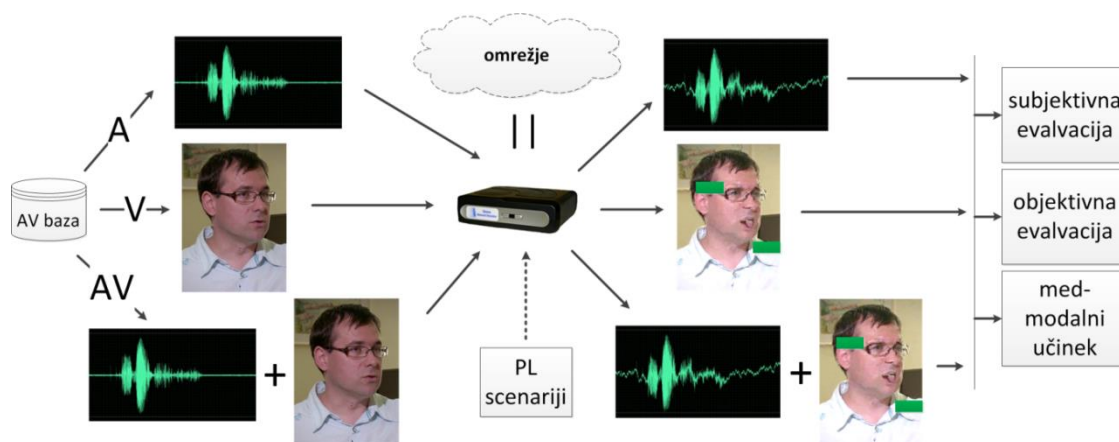 omrežje
A
V
AV
AV baza
+
PL
scenariji
+
subjektivna
evalvacija
objektivna
evalvacija
med-
modalni
učinek